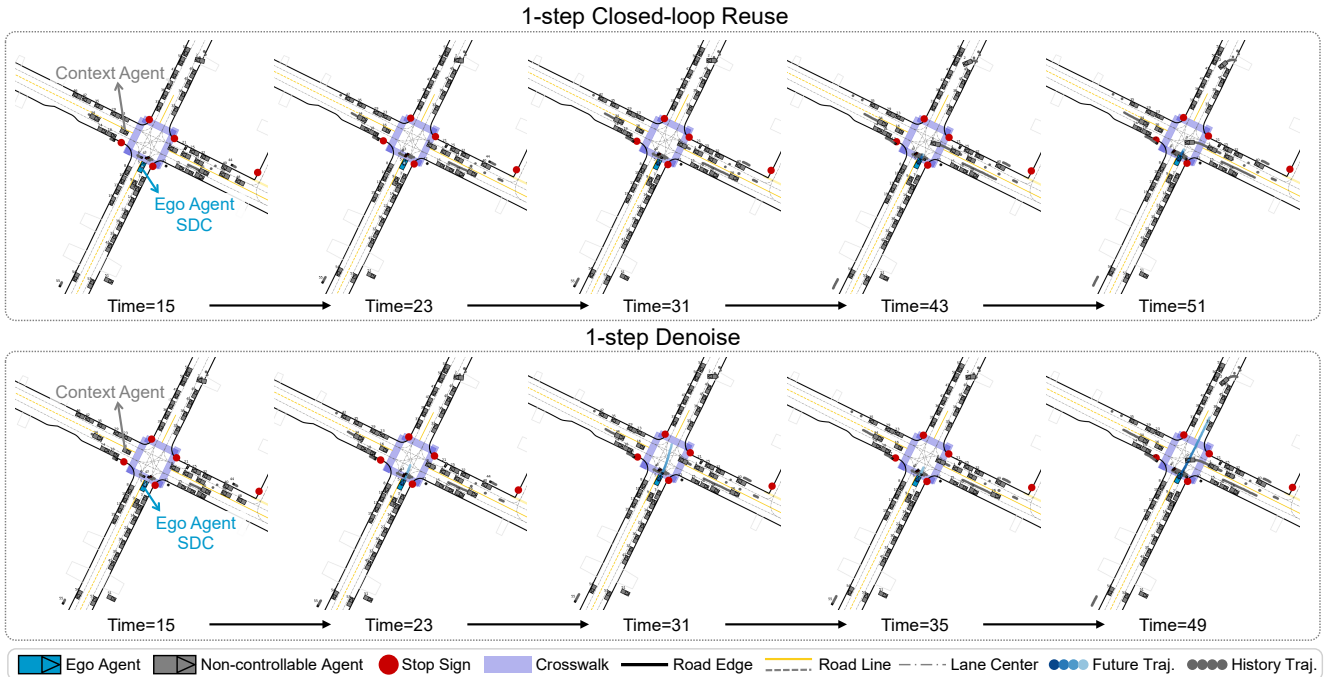 1-step Closed-loop Reuse
Context Agent
Ego Agent
SDC
Time=15
Time=23
Time=31
Time=43
Time=51
1-step Denoise
Context Agent
Ego Agent
SDC
Time=15
Time=23
Time=31
Time=35
Time=49
Ego Agent
Non-controllable Agent
Stop Sign
Crosswalk
Road Edge
Road Line
Lane Center
Future Traj.
History Traj.